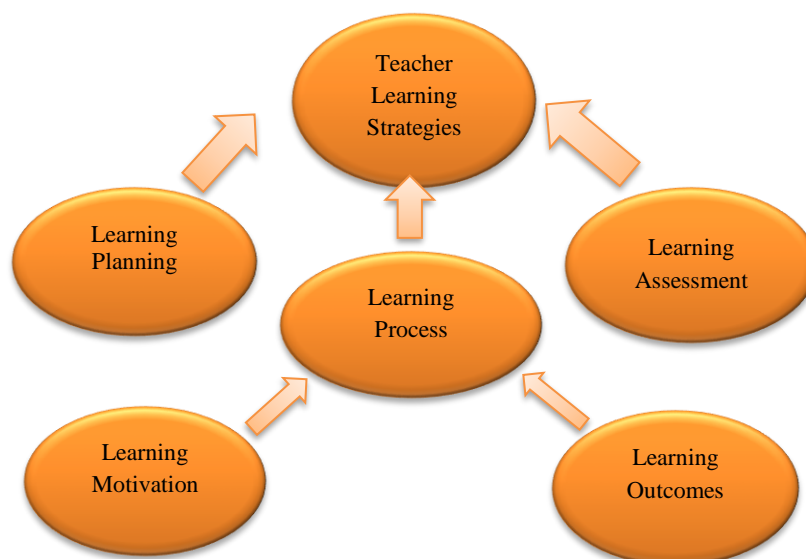 Teacher
Learning
Strategies
Learning
Planning
Learning
Assessment
Learning
Process
Learning
Motivation
Learning
Outcomes